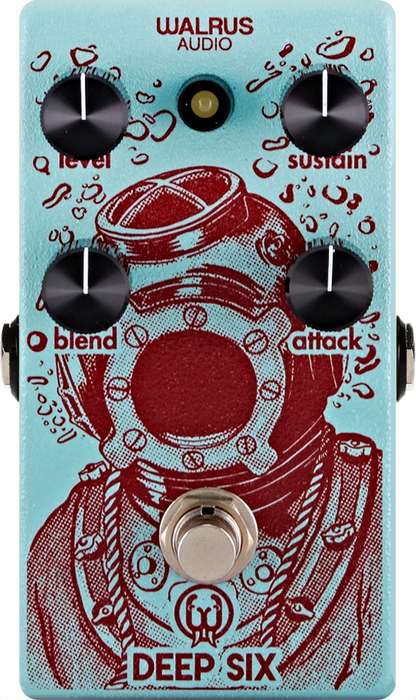 WALRUS
AUDIO
level
sustain
blend
attack
DEEP SIX